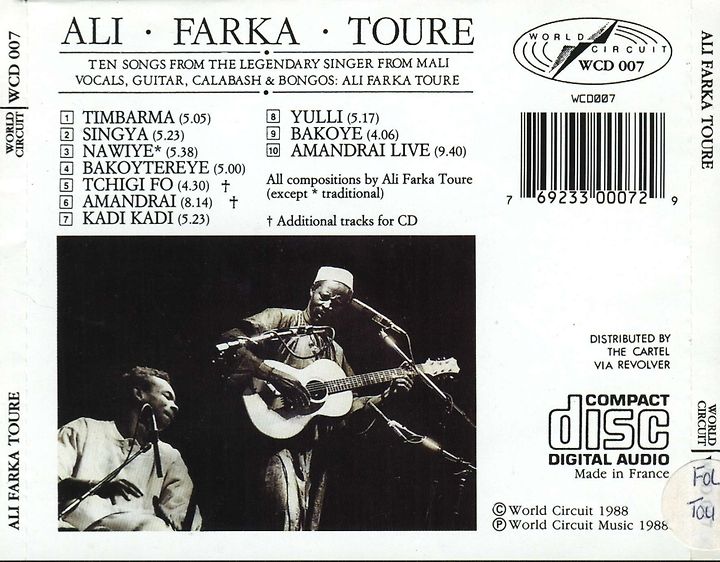 ALI · FARKA · TOURE
TEN SONGS FROM THE LEGENDARY SINGER FROM MALI
VOCALS, GUITAR, CALABASH & BONGOS: ALI FARKA TOURE
1 TIMBARMA (5.05)
2 SINGYA (5.23)
3 NAWIYE* (5.38)
4 BAKOYTEREYE (5.00)
5 TCHIGI FO (4.30) †
6 AMANDRAI (8.14) †
7 KADI KADI (5.23)
8 YULLI (5.17)
9 BAKOYE (4.06)
10 AMANDRAI LIVE (9.40)
All compositions by Ali Farka Toure
(except * traditional)
† Additional tracks for CD
WORLD CIRCUIT
WCD 007
WCD007
7 69233 00072 9
DISTRIBUTED BY
THE CARTEL
VIA REVOLVER
COMPACT
disc
DIGITAL AUDIO
Made in France
© World Circuit 1988
℗ World Circuit Music 1988
WCD 007
WORLD
CIRCUIT
ALI FARKA TOURE
ALI FARKA TOURE
WORLD
CIRCUIT
FOL
TOU